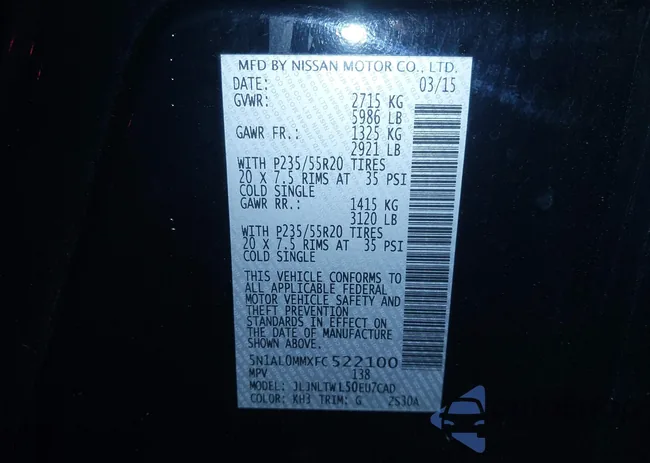 MFD BY NISSAN MOTOR CO., LTD.
DATE: 03/15
GVWR: 2715 KG
5986 LB
GAWR FR.: 1325 KG
2921 LB
WITH P235/55R20 TIRES
20 X 7.5 RIMS AT 35 PSI
COLD SINGLE
GAWR RR.: 1415 KG
3120 LB
WITH P235/55R20 TIRES
20 X 7.5 RIMS AT 35 PSI
COLD SINGLE
THIS VEHICLE CONFORMS TO
ALL APPLICABLE FEDERAL
MOTOR VEHICLE SAFETY AND
THEFT PREVENTION
STANDARDS IN EFFECT ON
THE DATE OF MANUFACTURE
SHOWN ABOVE.
5N1AL0MMXFC522100
MPV 138
MODEL: JLJNLTWL50EU7CAD
COLOR: KH3 TRIM: G 2S30A